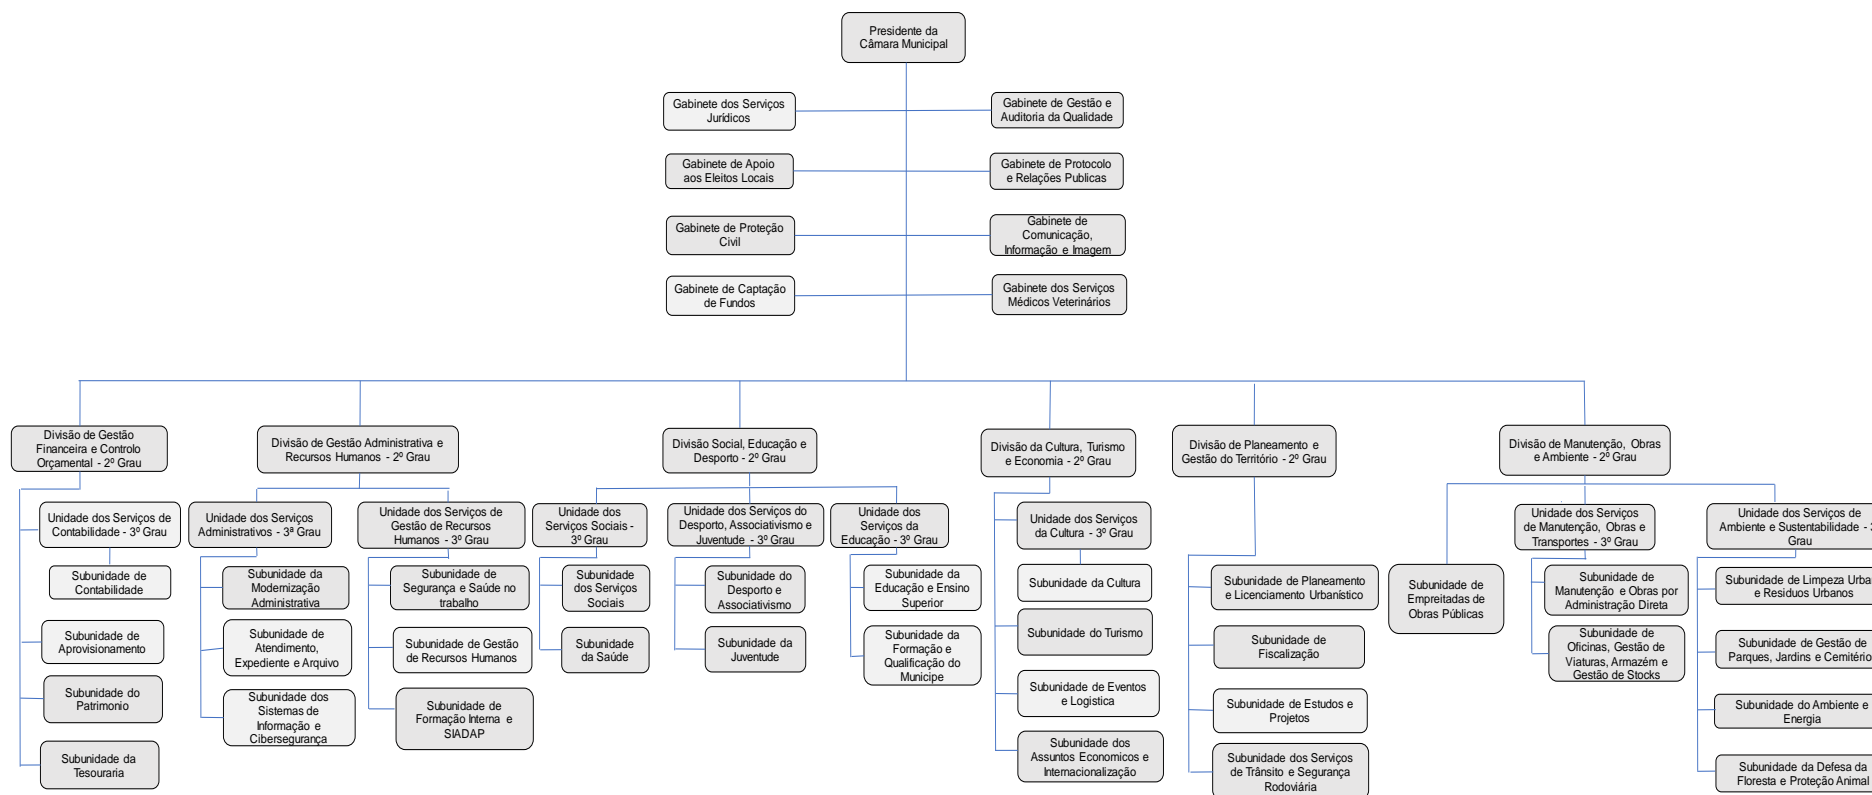 Presidente da
Câmara Municipal
Gabinete dos Serviços
Jurídicos
Gabinete de Gestão e
Auditoria da Qualidade
Gabinete de Apoio
aos Eleitos Locais
Gabinete de Protocolo
e Relações Publicas
Gabinete de Proteção
Civil
Gabinete de
Comunicação,
Informação e Imagem
Gabinete de Captação
de Fundos
Gabinete dos Serviços
Médicos Veterinários
Divisão de Gestão
Financeira e Controlo
Orçamental - 2º Grau
Divisão de Gestão Administrativa e
Recursos Humanos - 2º Grau
Divisão Social, Educação e
Desporto - 2º Grau
Divisão da Cultura, Turismo
e Economia - 2º Grau
Divisão de Planeamento e
Gestão do Território - 2º Grau
Divisão de Manutenção, Obras
e Ambiente - 2º Grau
Unidade dos Serviços de
Contabilidade - 3º Grau
Subunidade de
Contabilidade
Subunidade de
Aprovisionamento
Subunidade do
Patrimonio
Subunidade da
Tesouraria
Unidade dos Serviços
Administrativos - 3ª Grau
Subunidade da
Modernização
Administrativa
Subunidade de
Atendimento,
Expediente e Arquivo
Subunidade dos
Sistemas de
Informação e
Cibersegurança
Unidade dos Serviços de
Gestão de Recursos
Humanos - 3º Grau
Subunidade de
Segurança e Saúde no
trabalho
Subunidade de Gestão
de Recursos Humanos
Subunidade de
Formação Interna e
SIADAP
Unidade dos
Serviços Sociais -
3º Grau
Subunidade
dos Serviços
Sociais
Subunidade
da Saúde
Unidade dos Serviços do
Desporto, Associativismo e
Juventude - 3º Grau
Subunidade do
Desporto e
Associativismo
Subunidade da
Juventude
Unidade dos
Serviços da
Educação - 3º Grau
Subunidade da
Educação e Ensino
Superior
Subunidade da
Formação e
Qualificação do
Municipe
Unidade dos Serviços
da Cultura - 3º Grau
Subunidade da Cultura
Subunidade do Turismo
Subunidade de Eventos
e Logistica
Subunidade dos
Assuntos Economicos e
Internacionalização
Subunidade de Planeamento
e Licenciamento Urbanístico
Subunidade de
Fiscalização
Subunidade de Estudos e
Projetos
Subunidade dos Serviços
de Trânsito e Segurança
Rodoviária
Subunidade de
Empreitadas de
Obras Públicas
Unidade dos Serviços
de Manutenção, Obras e
Transportes - 3º Grau
Subunidade de
Manutenção e Obras por
Administração Direta
Subunidade de
Oficinas, Gestão de
Viaturas, Armazém e
Gestão de Stocks
Unidade dos Serviços de
Ambiente e Sustentabilidade -
Grau
Subunidade de Limpeza
e Residuos Urbanos
Subunidade de Gestão de
Parques, Jardins e
Subunidade do Ambiente e
Energia
Subunidade da Defesa da
Floresta e Proteção Animal